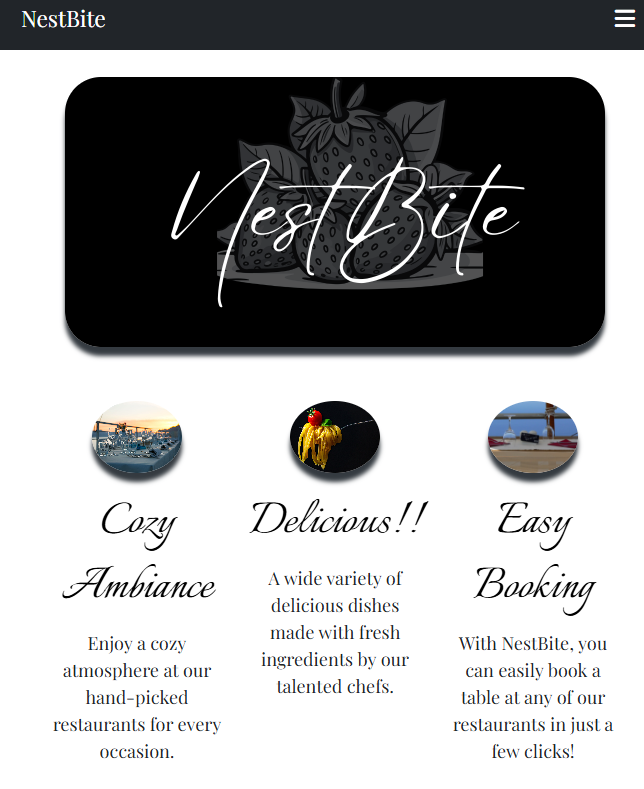 NestBite
NestBite
Cozy
Ambiance
Enjoy a cozy
atmosphere at our
hand-picked
restaurants for every
occasion.
Delicious!!
A wide variety of
delicious dishes
made with fresh
ingredients by our
talented chefs.
Easy
Booking
With NestBite, you
can easily book a
table at any of our
restaurants in just a
few clicks!